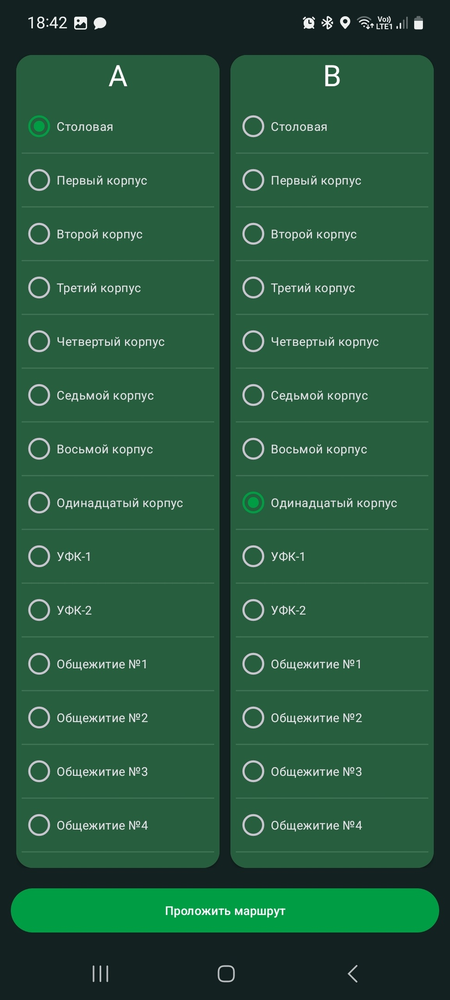 18:42
Vo)) LTE1
A
Столовая
Первый корпус
Второй корпус
Третий корпус
Четвертый корпус
Седьмой корпус
Восьмой корпус
Одинадцатый корпус
УФК-1
УФК-2
Общежитие №1
Общежитие №2
Общежитие №3
Общежитие №4
B
Столовая
Первый корпус
Второй корпус
Третий корпус
Четвертый корпус
Седьмой корпус
Восьмой корпус
Одинадцатый корпус
УФК-1
УФК-2
Общежитие №1
Общежитие №2
Общежитие №3
Общежитие №4
Проложить маршрут